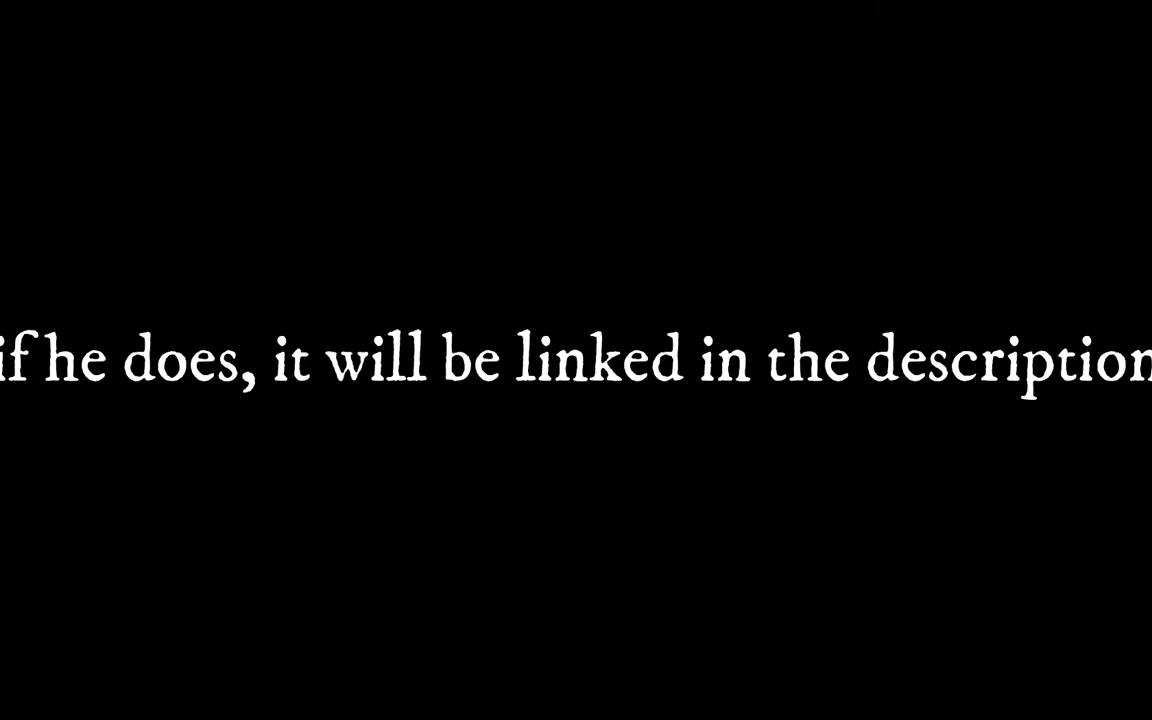 if he does, it will be linked in the description